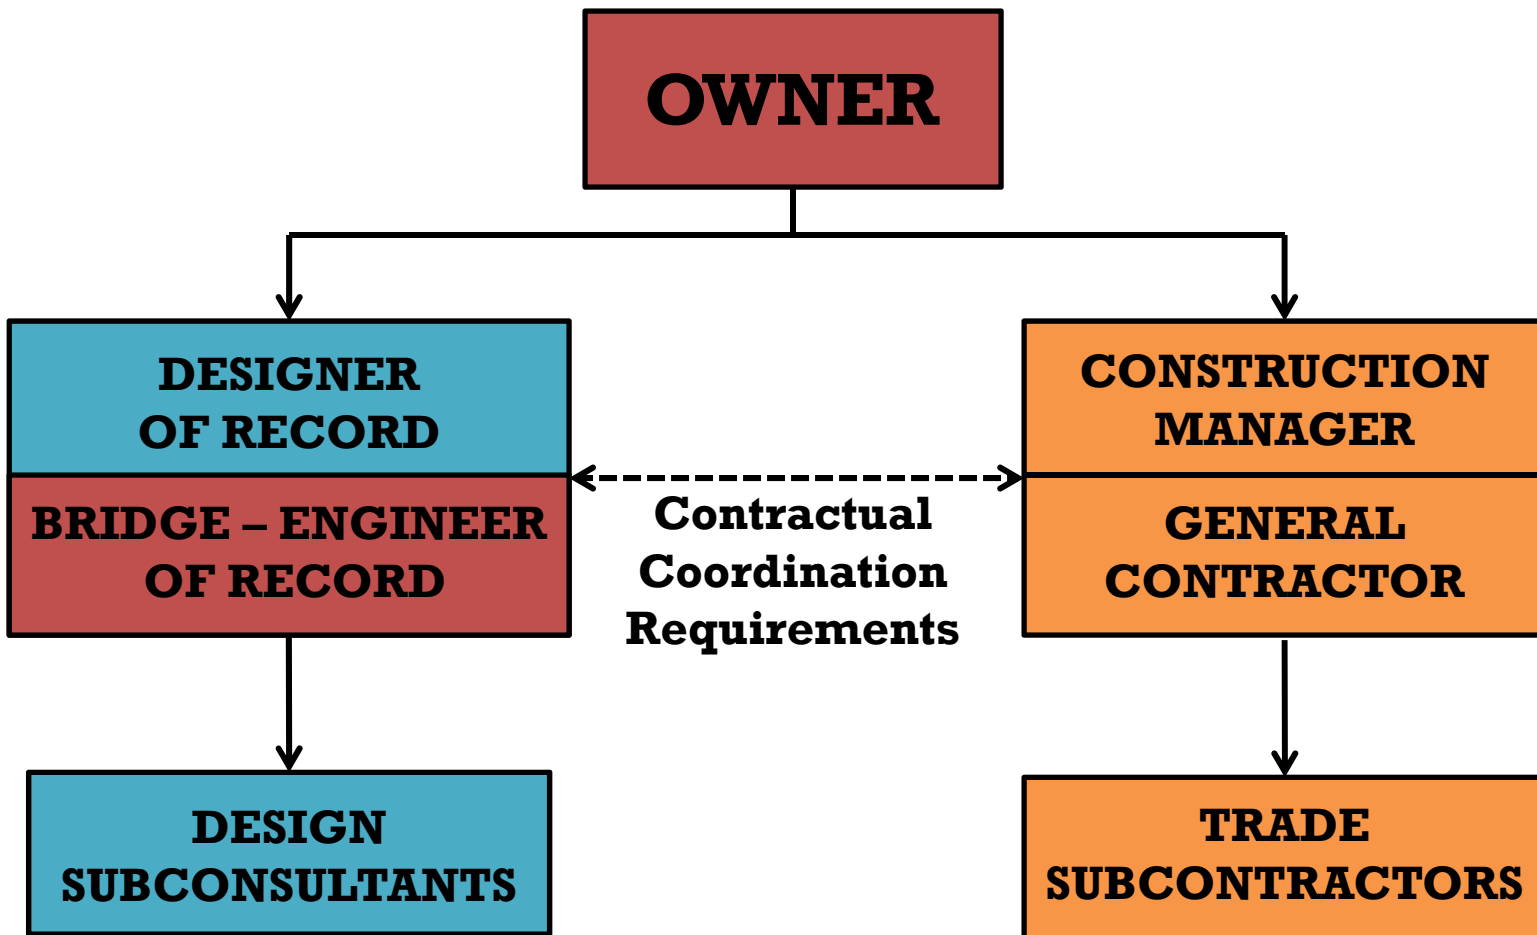 OWNER
DESIGNER
OF RECORD
BRIDGE – ENGINEER
OF RECORD
Contractual
Coordination
Requirements
CONSTRUCTION
MANAGER
GENERAL
CONTRACTOR
DESIGN
SUBCONSULTANTS
TRADE
SUBCONTRACTORS